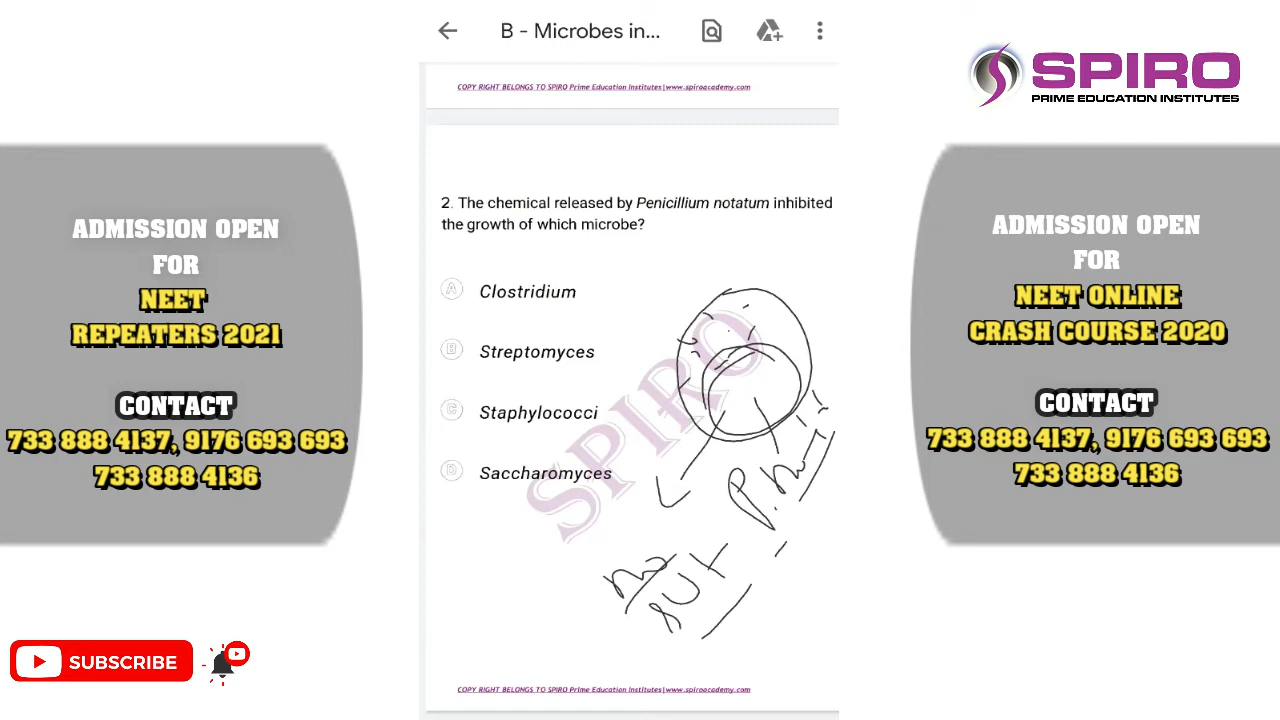 B - Microbes in...
SPIRO
PRIME EDUCATION INSTITUTES
COPY RIGHT BELONGS TO SPIRO Prime Education Institutes|www.spiroacademy.com
ADMISSION OPEN
FOR
NEET
REPEATERS 2021
CONTACT
733 888 4137, 9176 693 693
733 888 4136
2. The chemical released by Penicillium notatum inhibited
the growth of which microbe?
A Clostridium
B Streptomyces
C Staphylococci
D Saccharomyces
SPIRO
ADMISSION OPEN
FOR
NEET ONLINE
CRASH COURSE 2020
CONTACT
733 888 4137, 9176 693 693
733 888 4136
SUBSCRIBE
COPY RIGHT BELONGS TO SPIRO Prime Education Institutes|www.spiroacademy.com